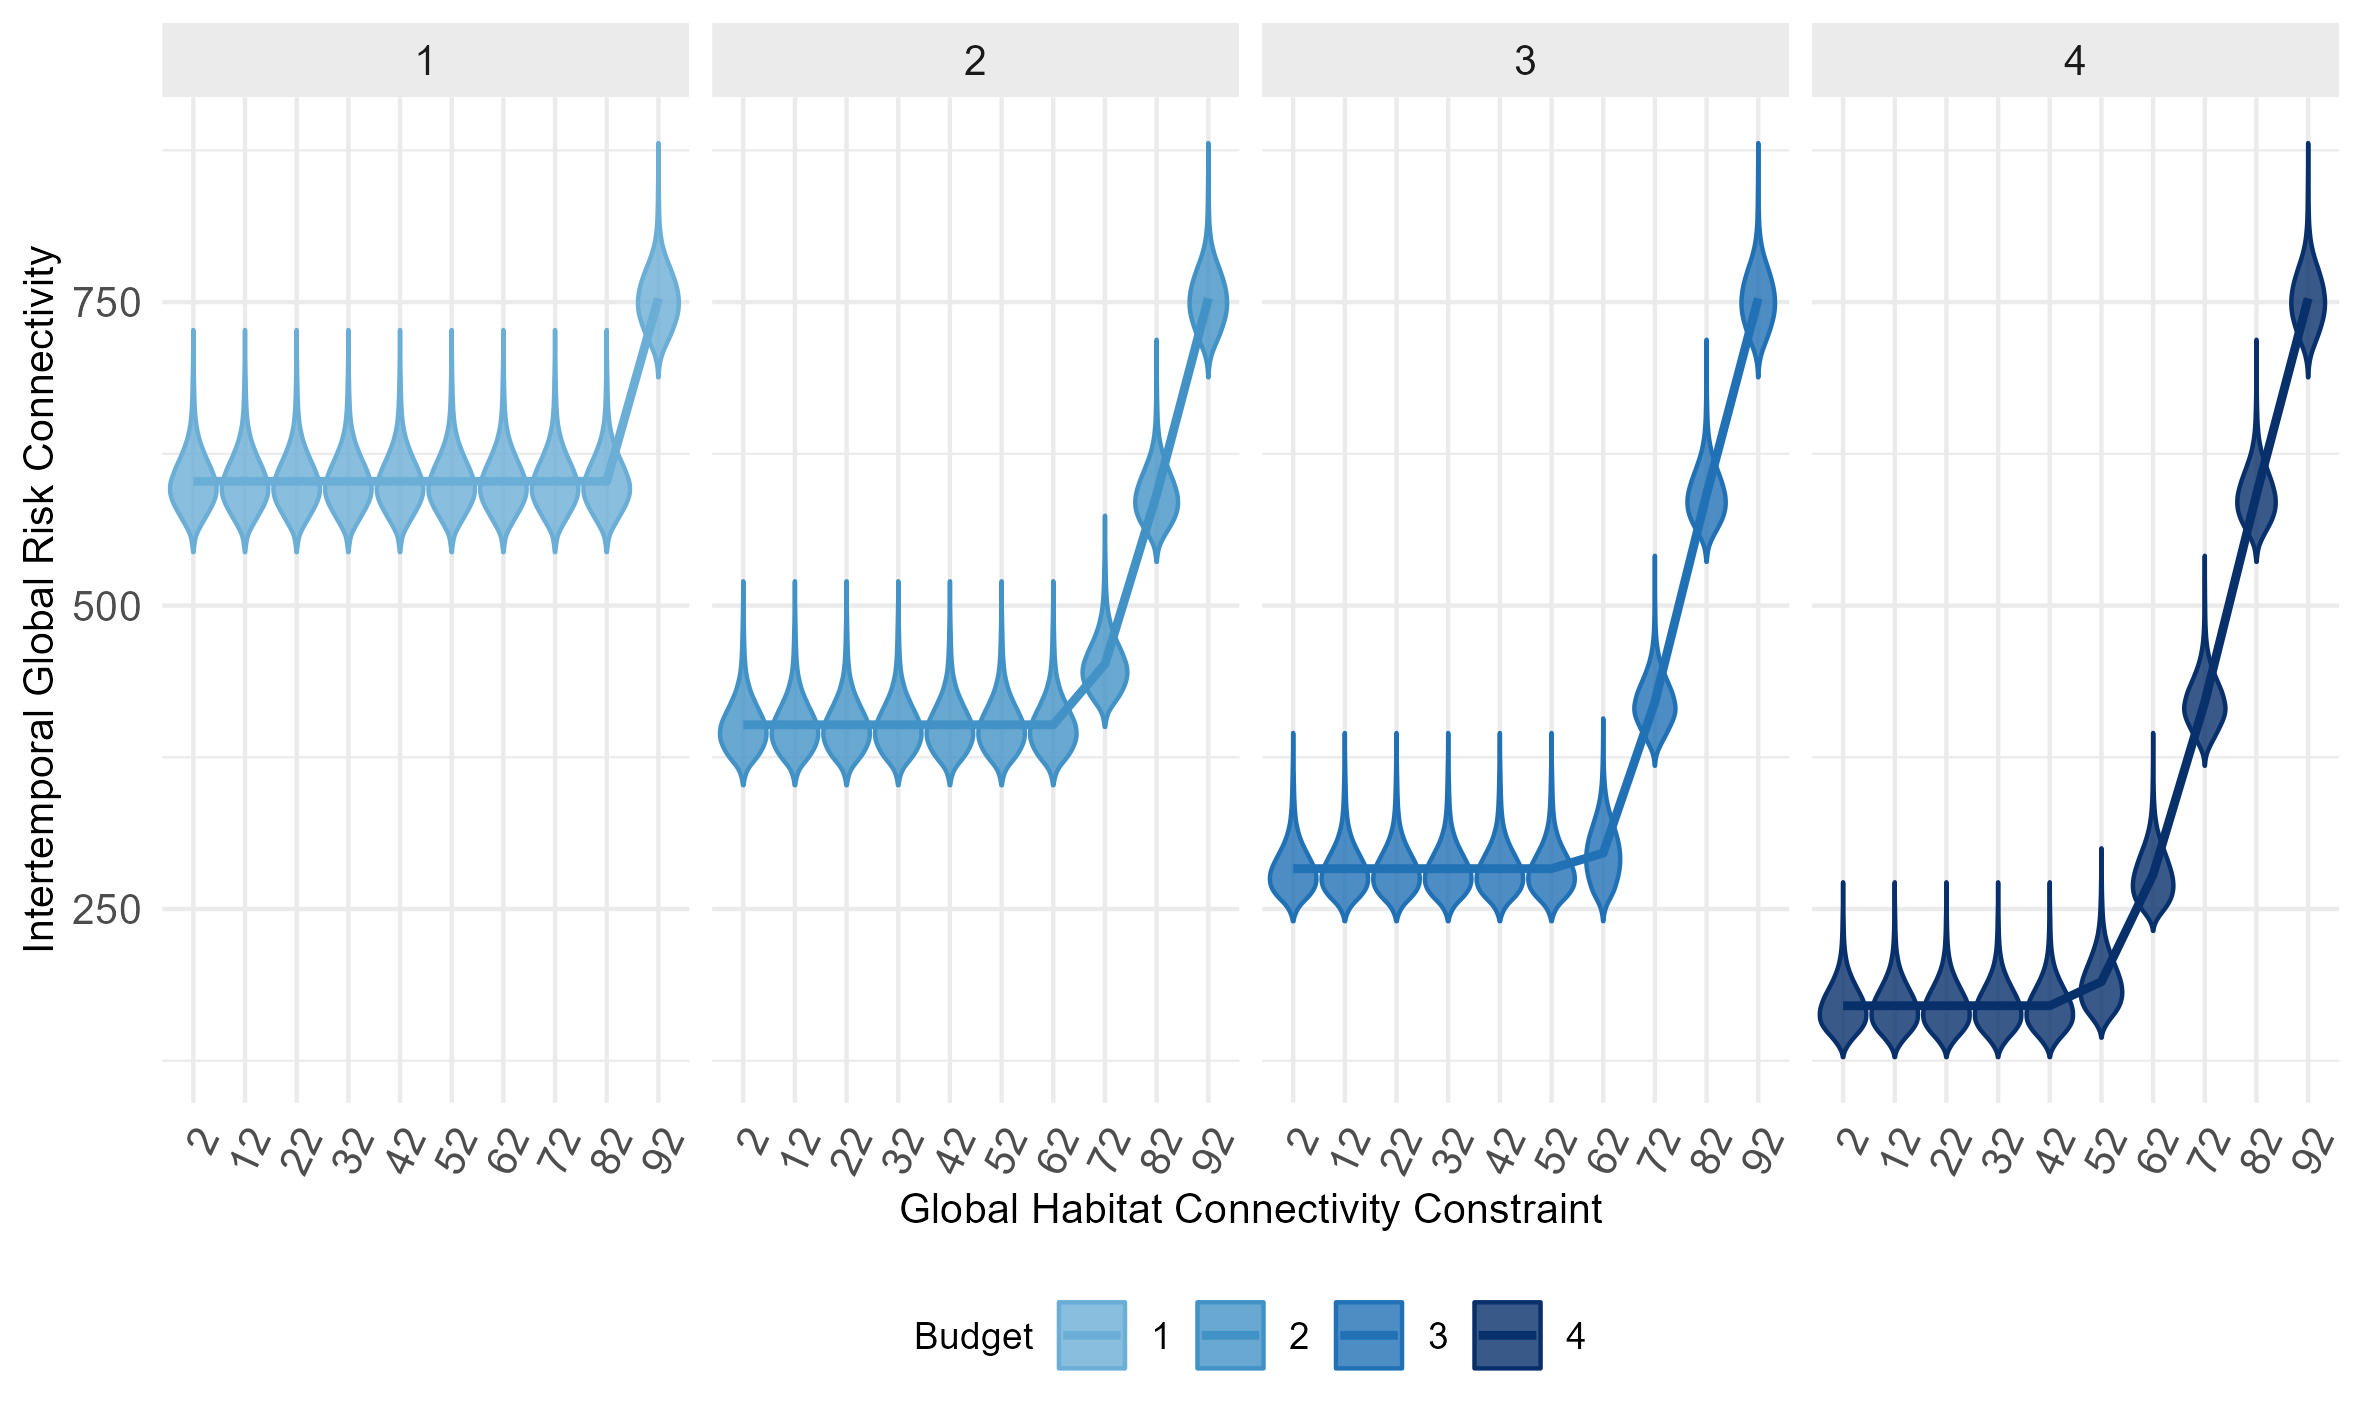 1 2 3 4
Intertemporal Global Risk Connectivity
750
500
250
2 12 22 32 42 52 62 72 82 92 2 12 22 32 42 52 62 72 82 92 2 12 22 32 42 52 62 72 82 92 2 12 22 32 42 52 62 72 82 92
Global Habitat Connectivity Constraint
Budget 1 2 3 4